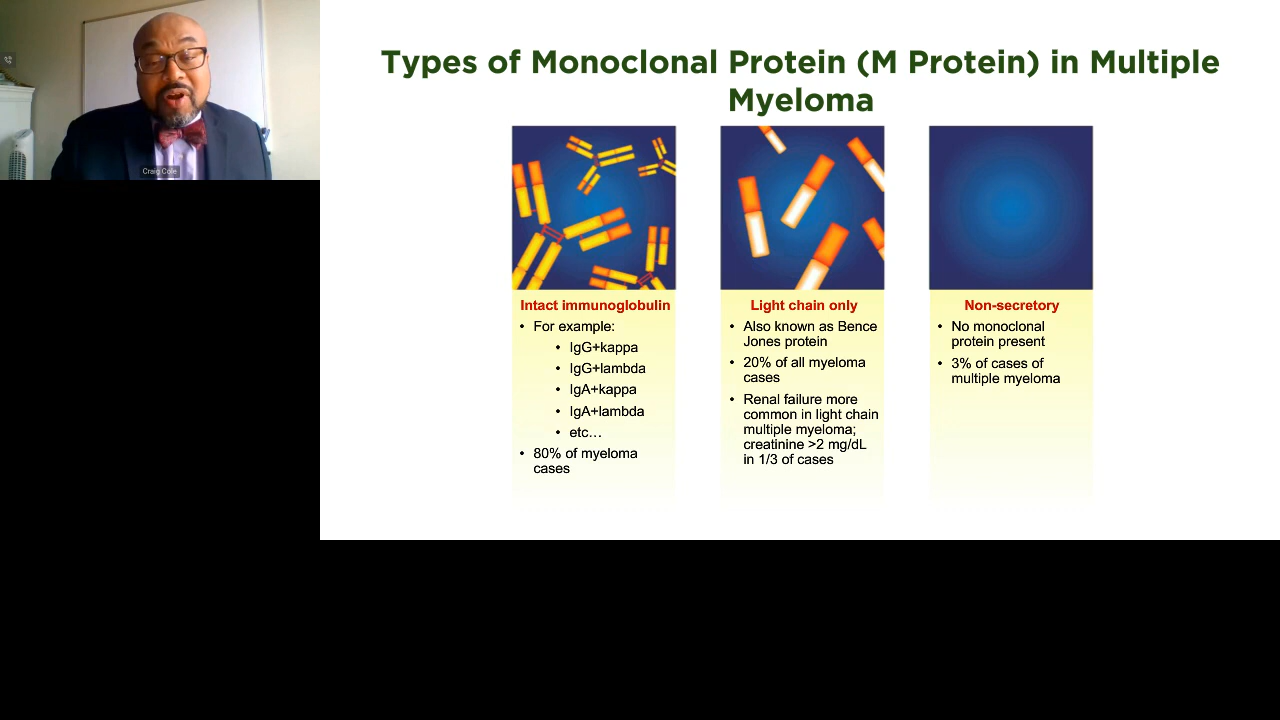 Craig Cole
Types of Monoclonal Protein (M Protein) in Multiple
Myeloma
Intact immunoglobulin
• For example:
• IgG+kappa
• IgG+lambda
• IgA+kappa
• IgA+lambda
• etc…
• 80% of myeloma
cases
Light chain only
• Also known as Bence
Jones protein
• 20% of all myeloma
cases
• Renal failure more
common in light chain
multiple myeloma;
creatinine >2 mg/dL
in 1/3 of cases
Non-secretory
• No monoclonal
protein present
• 3% of cases of
multiple myeloma